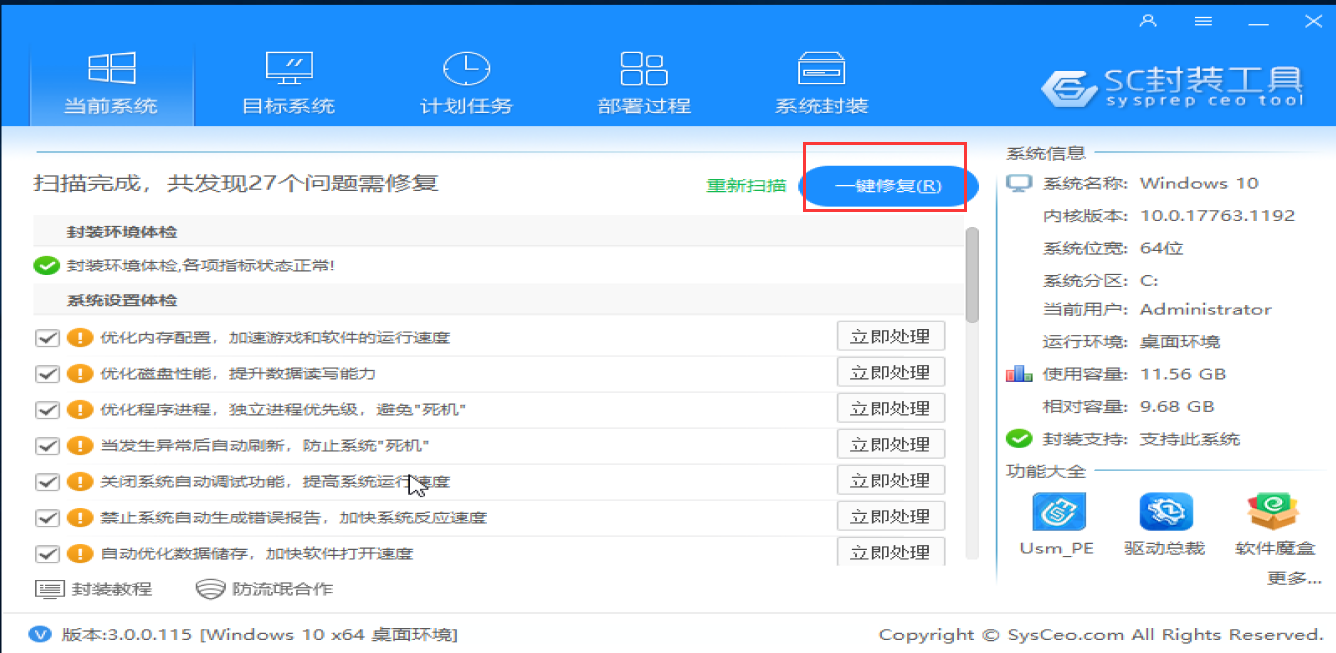 当前系统
目标系统
计划任务
部署过程
系统封装
SC封装工具
sysprep ceo tool
扫描完成，共发现27个问题需修复
重新扫描
一键修复(R)
封装环境体检
封装环境体检,各项指标状态正常!
系统设置体检
优化内存配置，加速游戏和软件的运行速度 立即处理
优化磁盘性能，提升数据读写能力 立即处理
优化程序进程，独立进程优先级，避免"死机" 立即处理
当发生异常后自动刷新，防止系统"死机" 立即处理
关闭系统自动调试功能，提高系统运行速度 立即处理
禁止系统自动生成错误报告，加快系统反应速度 立即处理
自动优化数据储存，加快软件打开速度 立即处理
封装教程
防流氓合作
系统信息
系统名称: Windows 10
内核版本: 10.0.17763.1192
系统位宽: 64位
系统分区: C:
当前用户: Administrator
运行环境: 桌面环境
使用容量: 11.56 GB
相对容量: 9.68 GB
封装支持: 支持此系统
功能大全
Usm_PE
驱动总裁
软件魔盒
更多...
V 版本:3.0.0.115 [Windows 10 x64 桌面环境]
Copyright © SysCeo.com All Rights Reserved.